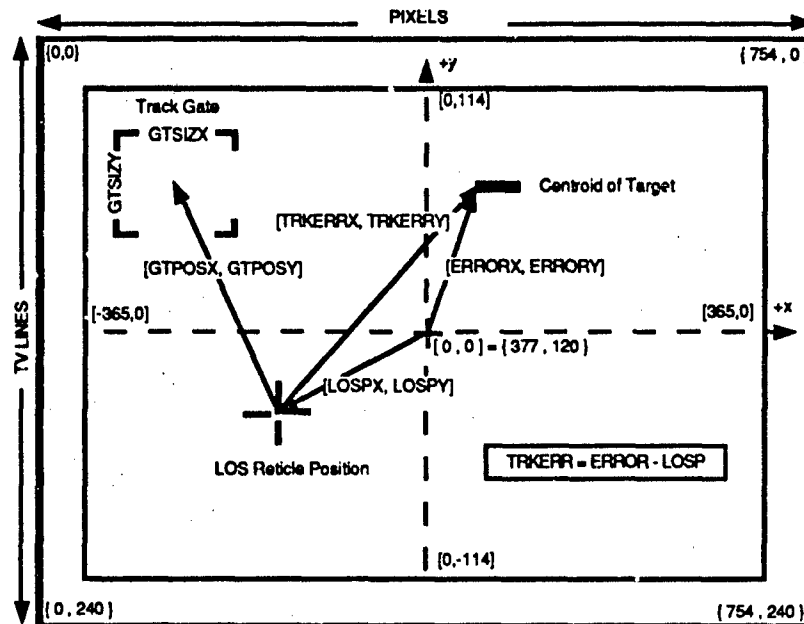 PIXELS
{0,0}
{754,0
+y
[0,114]
Track Gate
GTSIZX
GTSIZY
Centroid of Target
[TRKERRX, TRKERRY]
[GTPOSX, GTPOSY]
[ERRORX, ERRORY]
TV LINES
[-365,0]
[365,0]
+x
[0,0] = {377,120}
[LOSPX, LOSPY]
LOS Reticle Position
TRKERR = ERROR - LOSP
[0,-114]
{0,240}
{754,240}